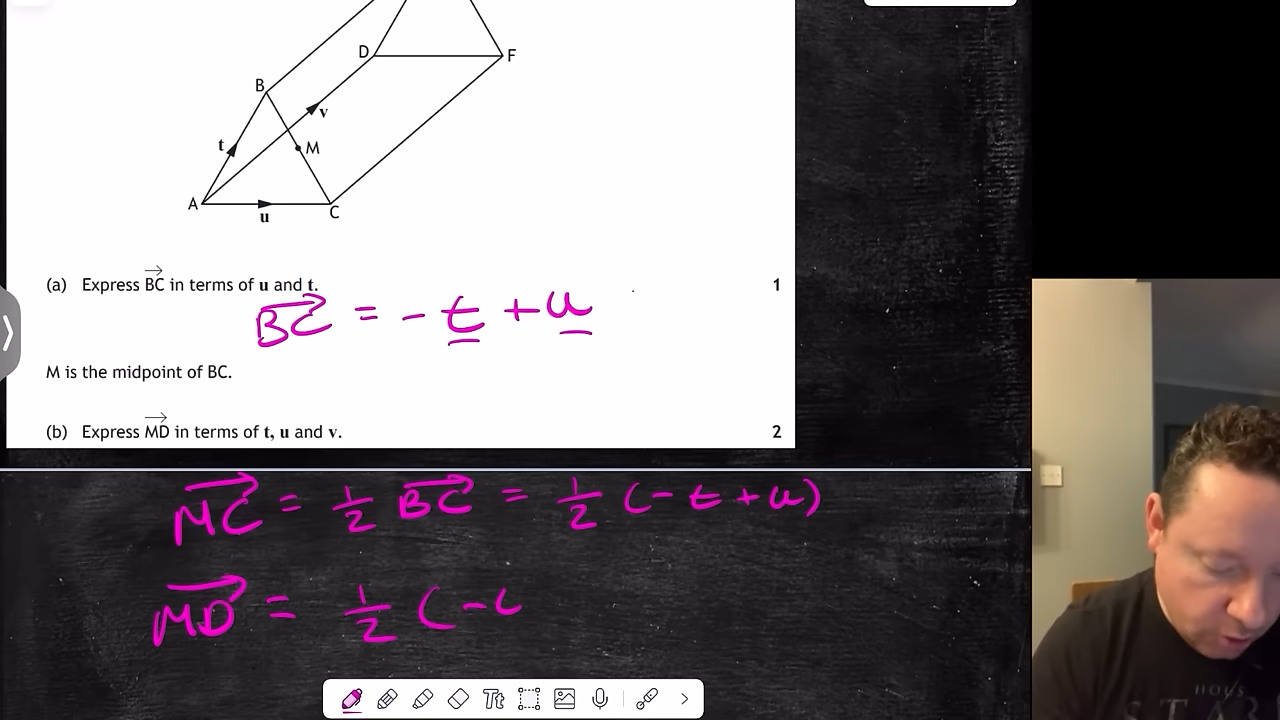 D
F
B
v
t
M
A
C
u
(a) Express BC in terms of u and t. 1
BC = - t + u
M is the midpoint of BC.
(b) Express MD in terms of t, u and v. 2
MC = 1/2 BC = 1/2 (- t + u)
MD = 1/2 (-
Tt